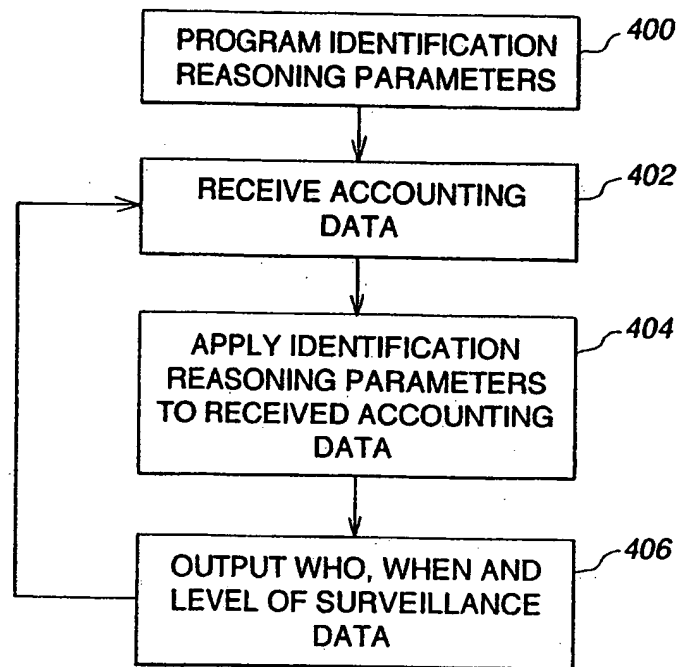 PROGRAM IDENTIFICATION
REASONING PARAMETERS
400
RECEIVE ACCOUNTING
DATA
402
APPLY IDENTIFICATION
REASONING PARAMETERS
TO RECEIVED ACCOUNTING
DATA
404
OUTPUT WHO, WHEN AND
LEVEL OF SURVEILLANCE
DATA
406